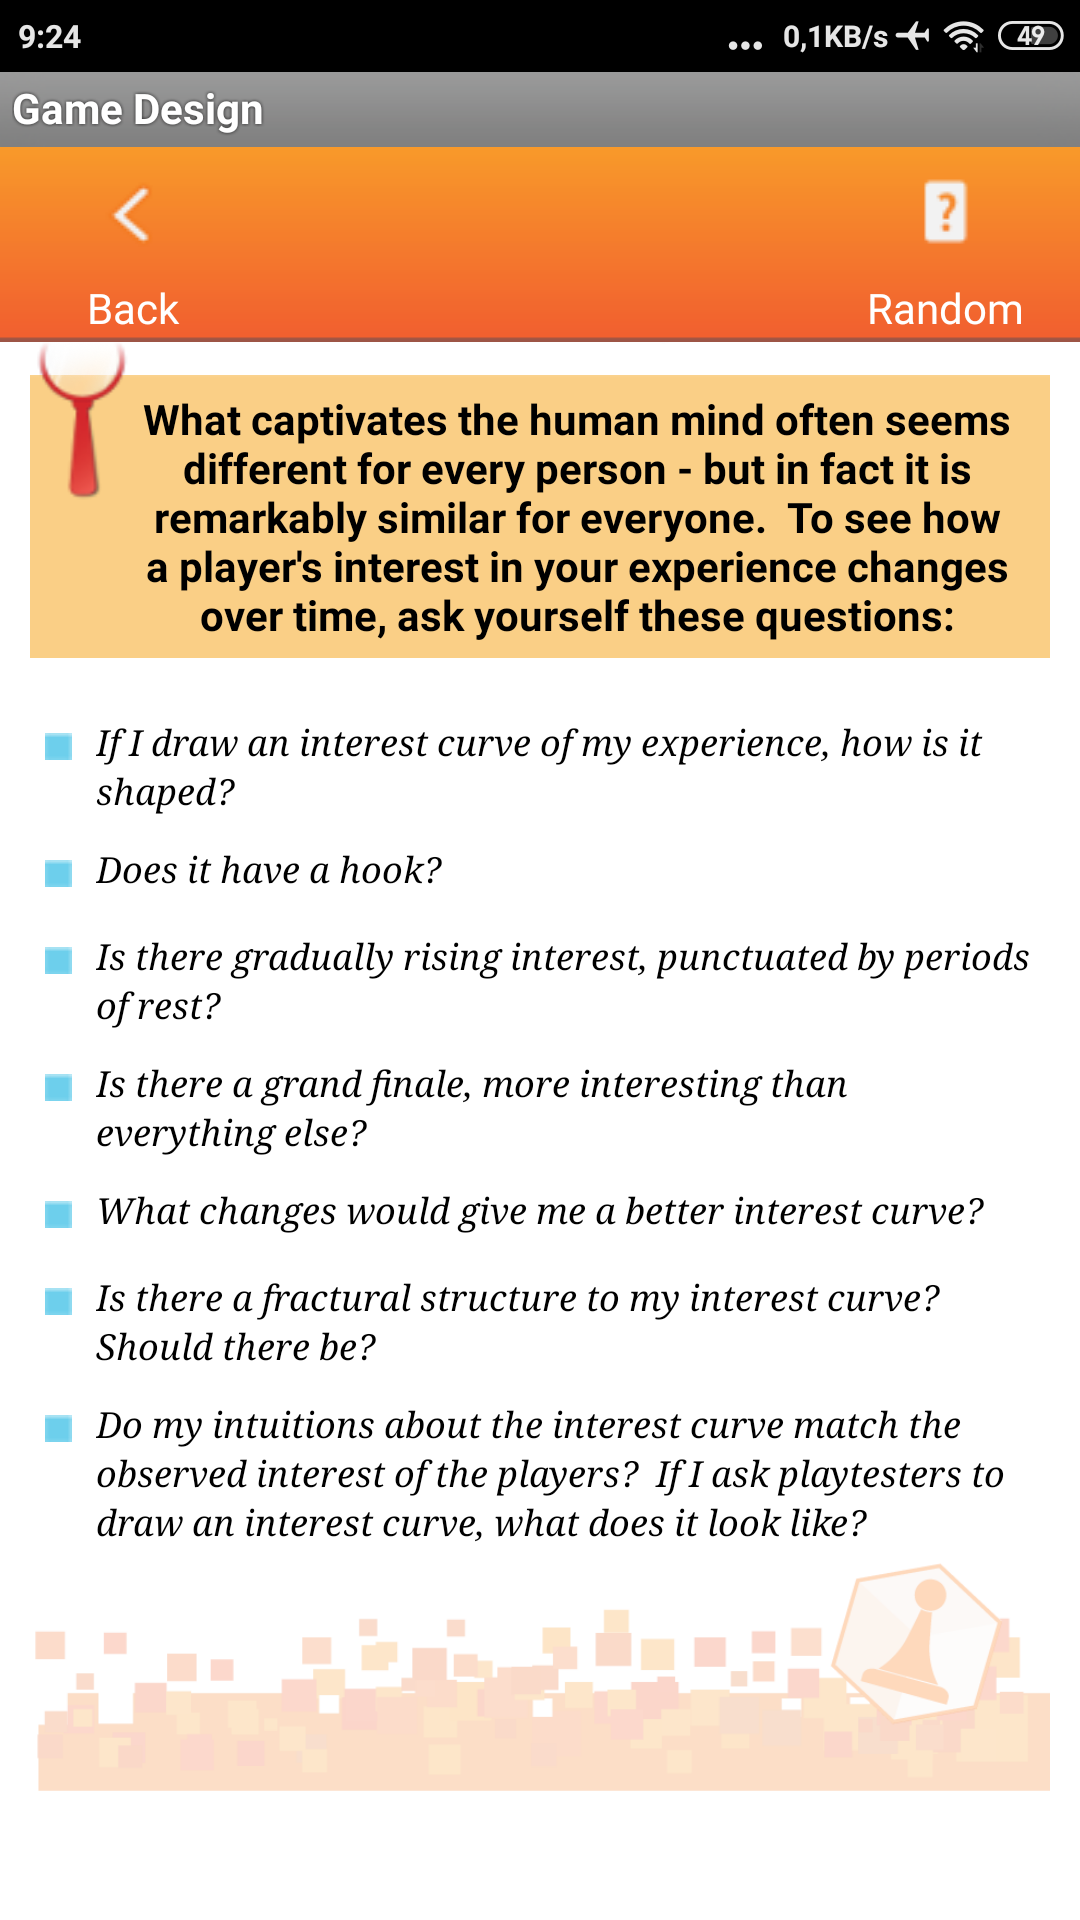 9:24
... 0,1KB/s 49
Game Design
?
Back Random
What captivates the human mind often seems
different for every person - but in fact it is
remarkably similar for everyone.  To see how
a player's interest in your experience changes
over time, ask yourself these questions:
If I draw an interest curve of my experience, how is it
shaped?
Does it have a hook?
Is there gradually rising interest, punctuated by periods
of rest?
Is there a grand finale, more interesting than
everything else?
What changes would give me a better interest curve?
Is there a fractural structure to my interest curve?
Should there be?
Do my intuitions about the interest curve match the
observed interest of the players?  If I ask playtesters to
draw an interest curve, what does it look like?